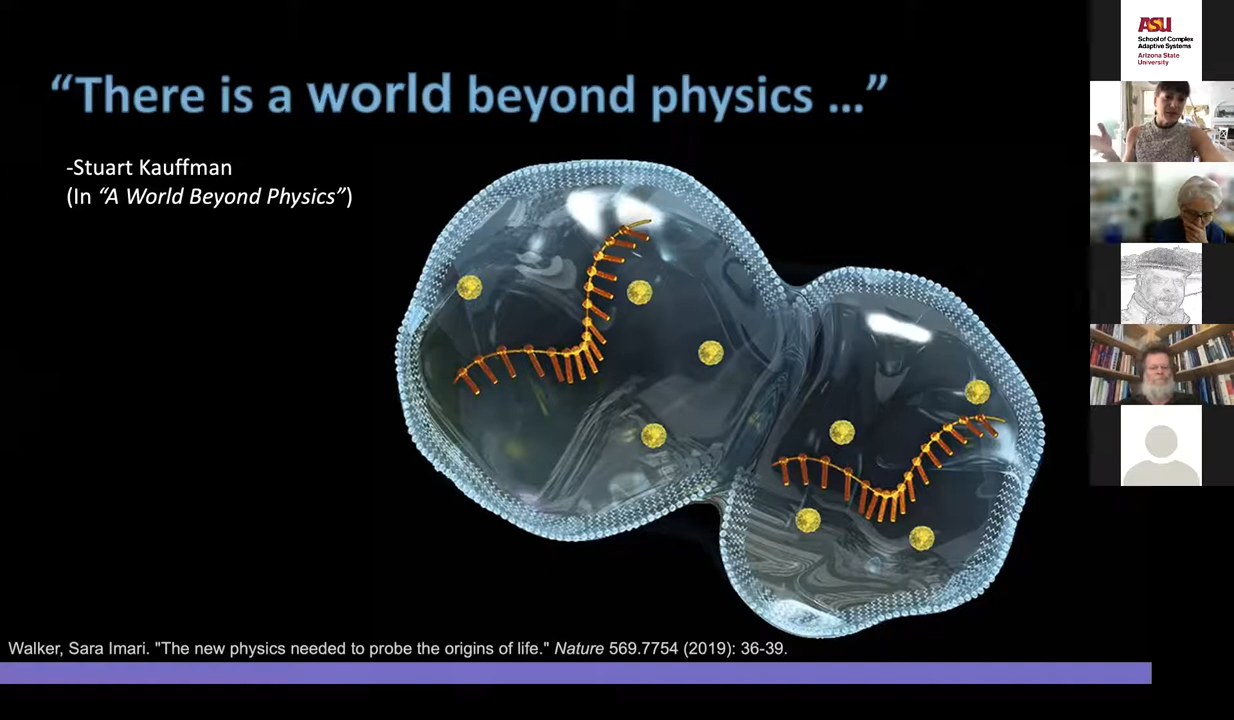 “There is a world beyond physics ...”
-Stuart Kauffman
(In “A World Beyond Physics”)
Walker, Sara Imari. "The new physics needed to probe the origins of life." Nature 569.7754 (2019): 36-39.
ASU
School of Complex
Adaptive Systems
Arizona State
University